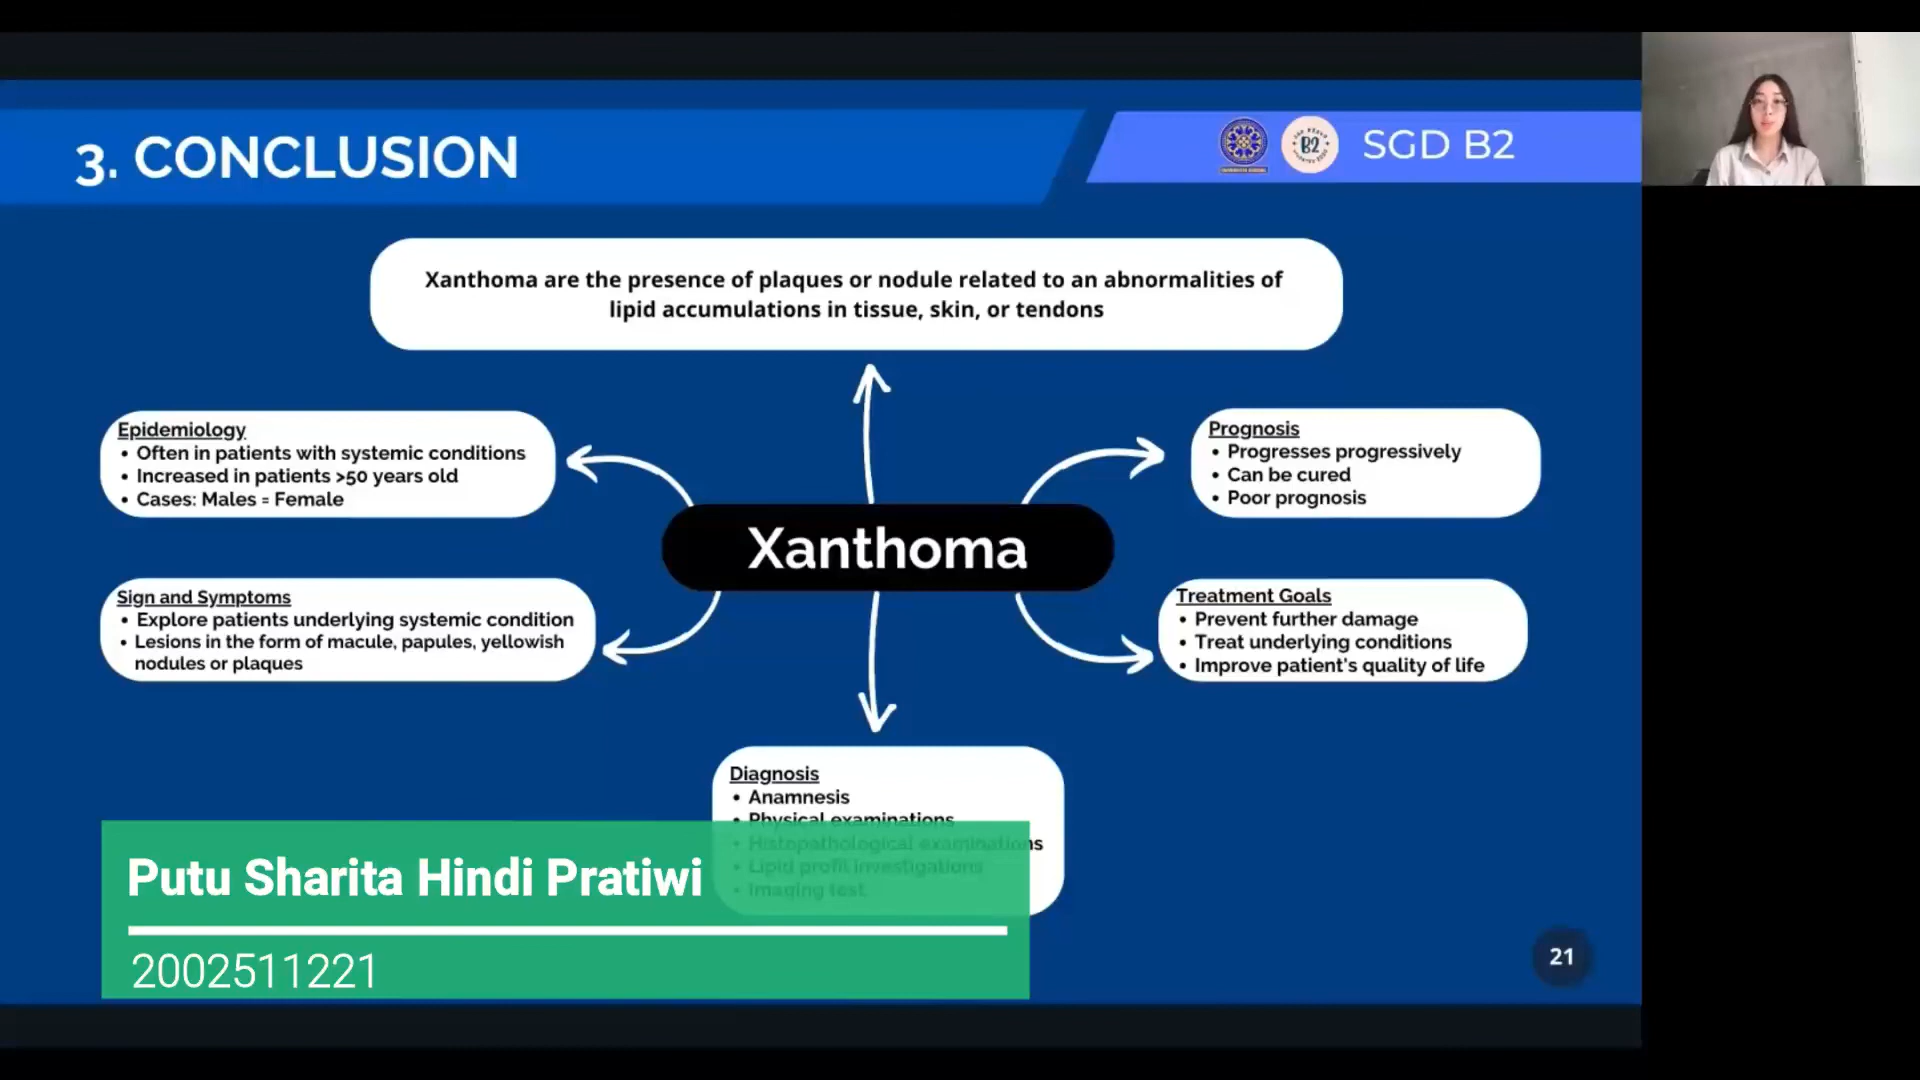 3. CONCLUSION
B2
SGD B2
Xanthoma are the presence of plaques or nodule related to an abnormalities of
lipid accumulations in tissue, skin, or tendons
Epidemiology
• Often in patients with systemic conditions
• Increased in patients >50 years old
• Cases: Males = Female
Prognosis
• Progresses progressively
• Can be cured
• Poor prognosis
Xanthoma
Sign and Symptoms
• Explore patients underlying systemic condition
• Lesions in the form of macule, papules, yellowish
nodules or plaques
Treatment Goals
• Prevent further damage
• Treat underlying conditions
• Improve patient's quality of life
Diagnosis
• Anamnesis
• Physical examinations
• Histopathological examinations
• Lipid profil investigations
• Imaging test
Putu Sharita Hindi Pratiwi
2002511221
21